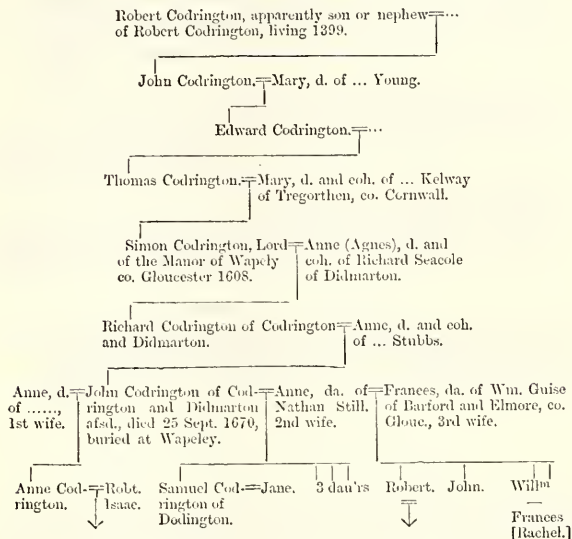 Robert Codrington, apparently son or nephew=...
of Robert Codrington, living 1399.
John Codrington.=Mary, d. of ... Young.
Edward Codrington.=...
Thomas Codrington.=Mary, d. and coh. of ... Kelway
of Tregorthen, co. Cornwall.
Simon Codrington, Lord=Anne (Agnes), d. and
of the Manor of Wapely coh. of Richard Seacole
co. Gloucester 1608. of Didmarton.
Richard Codrington of Codrington=Anne, d. and coh.
and Didmarton. of ... Stubbs.
Anne, d.=John Codrington of Cod-=Anne, da. of=Frances, da. of Wm. Guise
of ......, rington and Didmarton Nathan Still. of Barford and Elmore, co.
1st wife. afsd., died 25 Sept. 1670, 2nd wife. Glouc., 3rd wife.
buried at Wapeley.
Anne Cod-=Robt. Samuel Cod-=Jane. 3 dau'rs Robert. John. Willm
rington. Isaac. rington of
Dodington. Frances
[Rachel.]